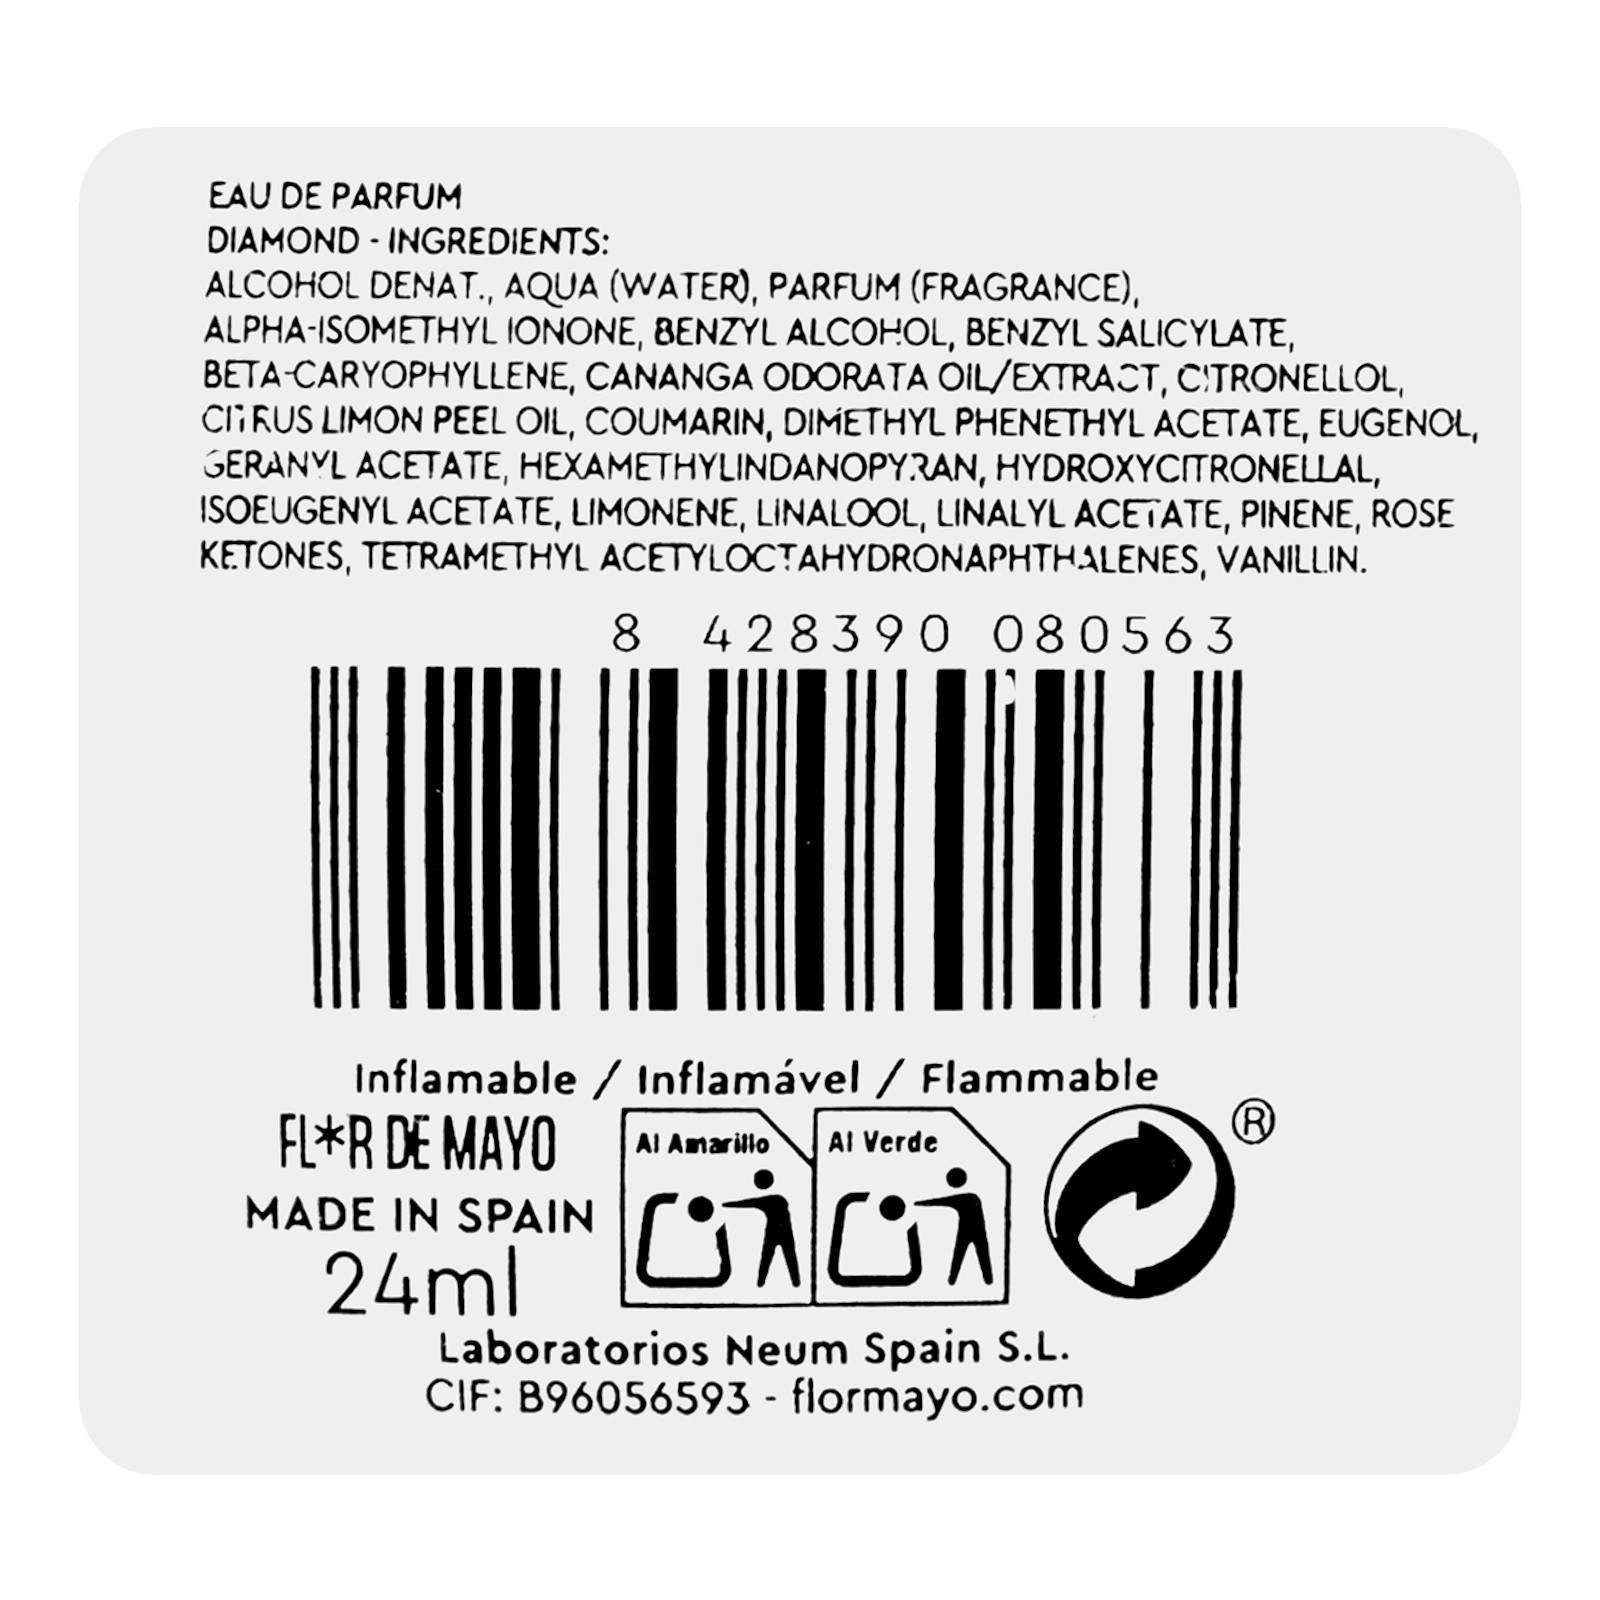 EAU DE PARFUM
DIAMOND - INGREDIENTS:
ALCOHOL DENAT., AQUA (WATER), PARFUM (FRAGRANCE),
ALPHA-ISOMETHYL IONONE, BENZYL ALCOHOL, BENZYL SALICYLATE,
BETA-CARYOPHYLLENE, CANANGA ODORATA OIL/EXTRACT, CITRONELLOL,
CITRUS LIMON PEEL OIL, COUMARIN, DIMETHYL PHENETHYL ACETATE, EUGENOL,
GERANYL ACETATE, HEXAMETHYLINDANOPYRAN, HYDROXYCITRONELLAL,
ISOEUGENYL ACETATE, LIMONENE, LINALOOL, LINALYL ACETATE, PINENE, ROSE
KETONES, TETRAMETHYL ACETYLOCTAHYDRONAPHTHALENES, VANILLIN.
8 428390 080563
Inflamable / Inflamável / Flammable
FL*R DE MAYO
MADE IN SPAIN
24ml
Al Amarillo
Al Verde
®
Laboratorios Neum Spain S.L.
CIF: B96056593 - flormayo.com